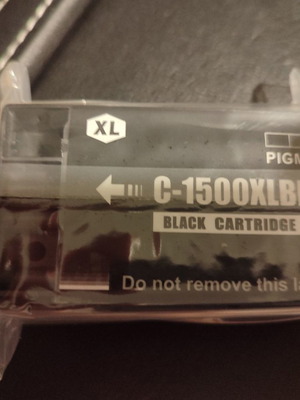 XL
PIGM
C-1500XLB
BLACK CARTRIDGE
Do not remove this la